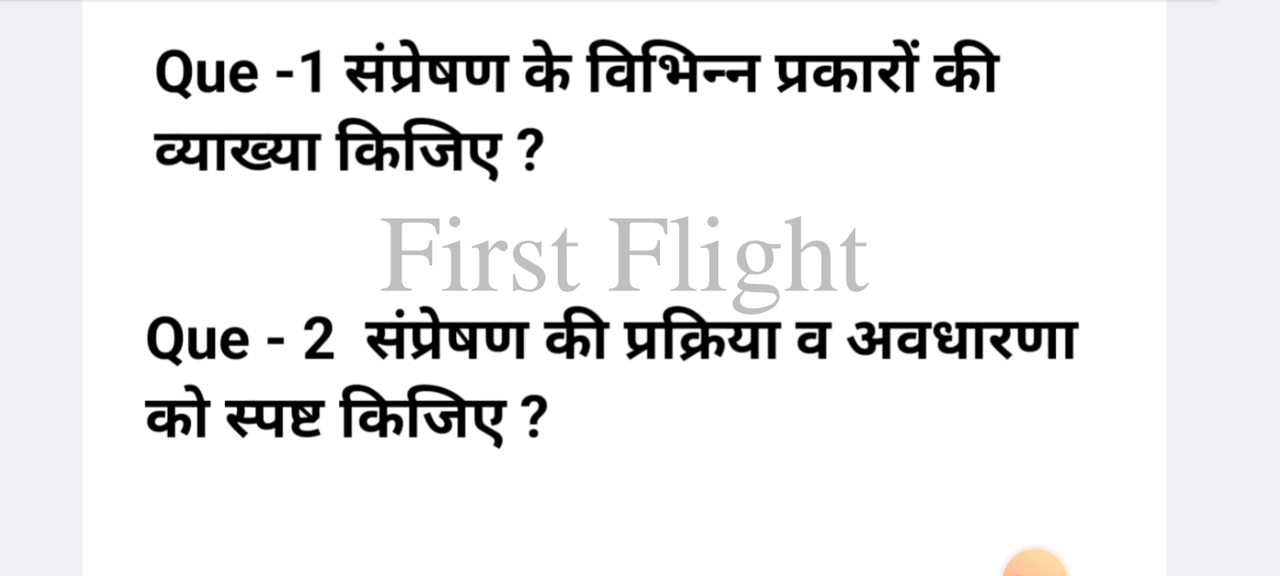 Que -1 संप्रेषण के विभिन्न प्रकारों की
व्याख्या किजिए ?
First Flight
Que - 2 संप्रेषण की प्रक्रिया व अवधारणा
को स्पष्ट किजिए ?